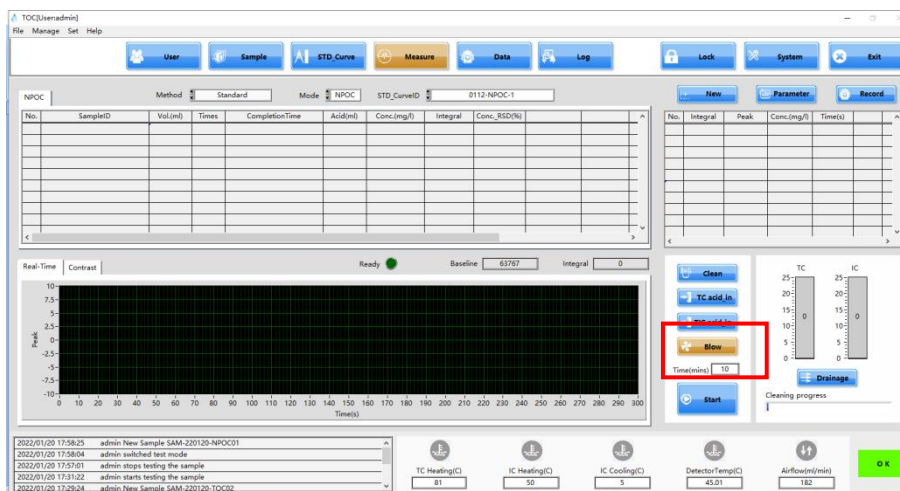 TOC[User:admin]
File Manage Set Help
User Sample STD_Curve Measure Data Log Lock System Exit
NPOC Method Standard Mode NPOC STD_CurveID 0112-NPOC-1 New Parameter Record
No. SampleID Vol.(ml) Times CompletionTime Acid(ml) Conc.(mg/l) Integral Conc._RSD(%)
No. Integral Peak Conc.(mg/l) Time(s)
Real-Time Contrast Ready Baseline 63767 Integral 0
Peak
10
7.5
5
2.5
0
-2.5
-5
-7.5
-10
0 10 20 30 40 50 60 70 80 90 100 110 120 130 140 150 160 170 180 190 200 210 220 230 240 250 260 270 280 290 300
Time(s)
Clean
TC acid_in
TIC acid_in
Blow
Time(mins) 10
Start
TC IC
25 25
20 20
15 15
0 0
10 10
5 5
0 0
Drainage
Cleaning progress
2022/01/20 17:58:25 admin New Sample SAM-220120-NPOC01
2022/01/20 17:58:04 admin switched test mode
2022/01/20 17:57:01 admin stops testing the sample
2022/01/20 17:31:22 admin starts testing the sample
2022/01/20 17:29:24 admin New Sample SAM-220120-TOC02
TC Heating(C) IC Heating(C) IC Cooling(C) DetectorTemp(C) Airflow(ml/min)
81 50 5 45.01 182
O K